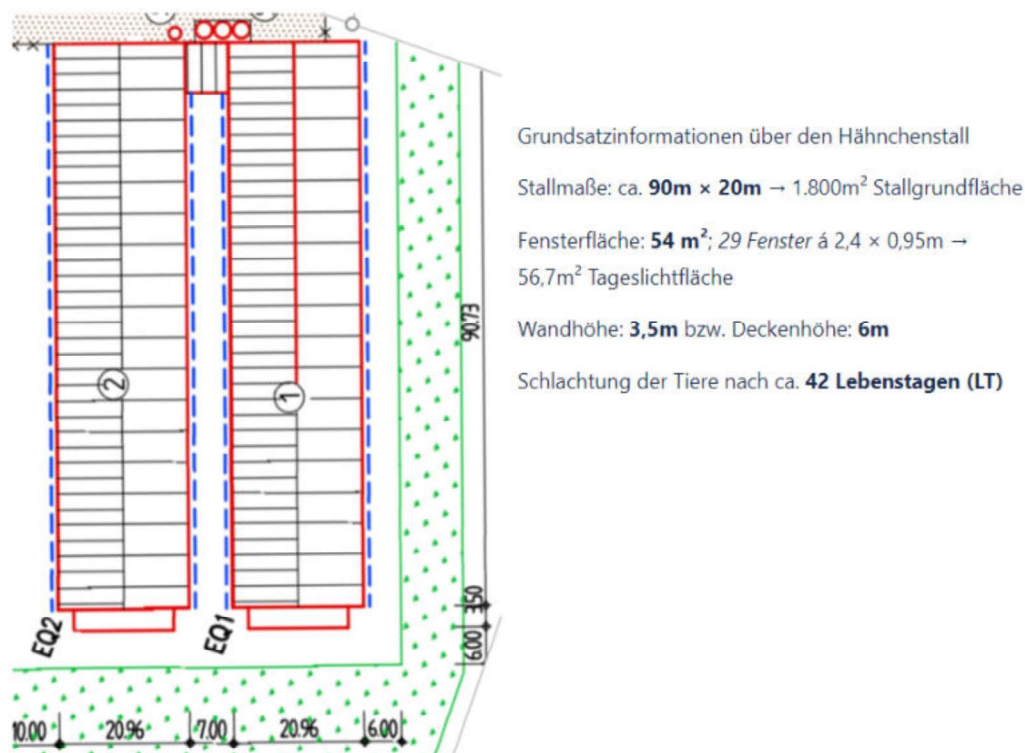 Grundsatzinformationen über den Hähnchenstall
Stallmaße: ca. 90m × 20m → 1.800m² Stallgrundfläche
Fensterfläche: 54 m²; 29 Fenster á 2,4 × 0,95m →
56,7m² Tageslichtfläche
Wandhöhe: 3,5m bzw. Deckenhöhe: 6m
Schlachtung der Tiere nach ca. 42 Lebenstagen (LT)
90.73
2
1
3.50
EQ2
EQ1
6.00
10.00
20.96
7.00
20.96
6.00